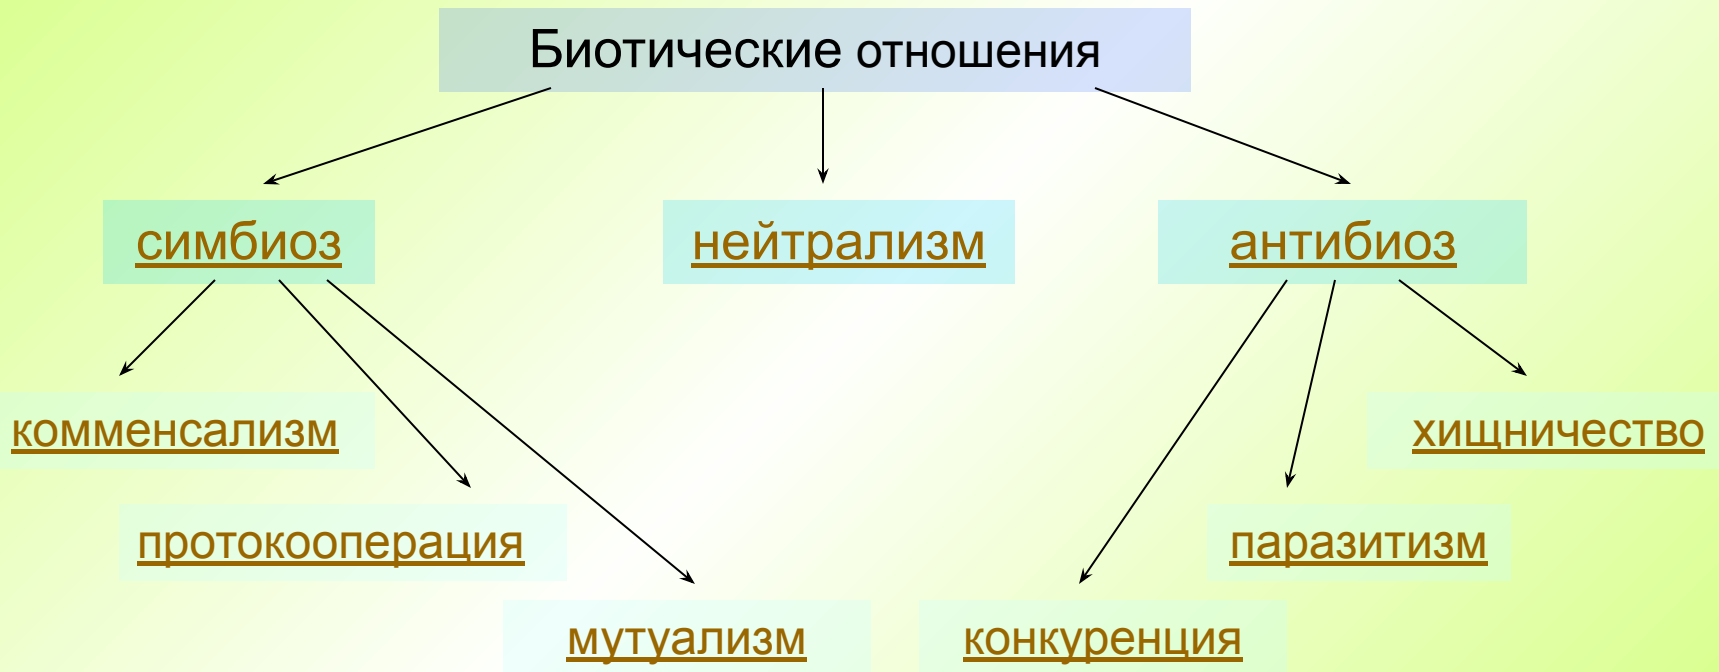 Биотические отношения
симбиоз
нейтрализм
антибиоз
комменсализм
хищничество
протокооперация
паразитизм
мутуализм
конкуренция